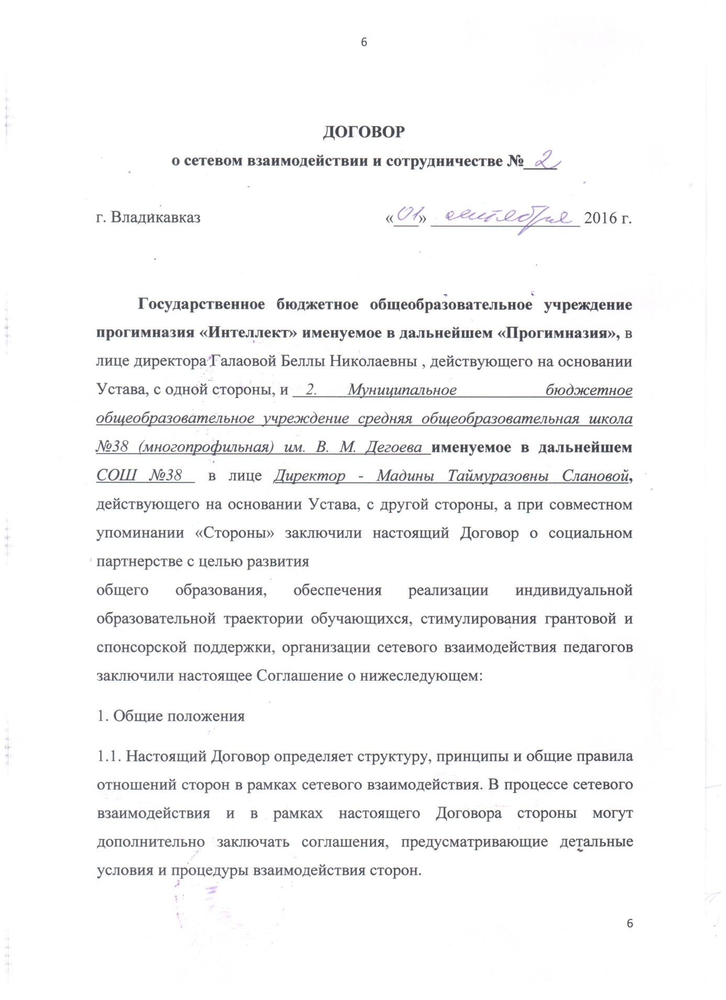 6
ДОГОВОР
о сетевом взаимодействии и сотрудничестве №2
г. Владикавказ «01» сентября 2016 г.
Государственное бюджетное общеобразовательное учреждение
прогимназия «Интеллект» именуемое в дальнейшем «Прогимназия», в
лице директора Галаовой Беллы Николаевны , действующего на основании
Устава, с одной стороны, и 2. Муниципальное бюджетное
общеобразовательное учреждение средняя общеобразовательная школа
№38 (многопрофильная) им. В. М. Дегоева именуемое в дальнейшем
СОШ №38 в лице Директор - Мадины Таймуразовны Слановой,
действующего на основании Устава, с другой стороны, а при совместном
упоминании «Стороны» заключили настоящий Договор о социальном
партнерстве с целью развития
общего образования, обеспечения реализации индивидуальной
образовательной траектории обучающихся, стимулирования грантовой и
спонсорской поддержки, организации сетевого взаимодействия педагогов
заключили настоящее Соглашение о нижеследующем:
1. Общие положения
1.1. Настоящий Договор определяет структуру, принципы и общие правила
отношений сторон в рамках сетевого взаимодействия. В процессе сетевого
взаимодействия и в рамках настоящего Договора стороны могут
дополнительно заключать соглашения, предусматривающие детальные
условия и процедуры взаимодействия сторон.
6